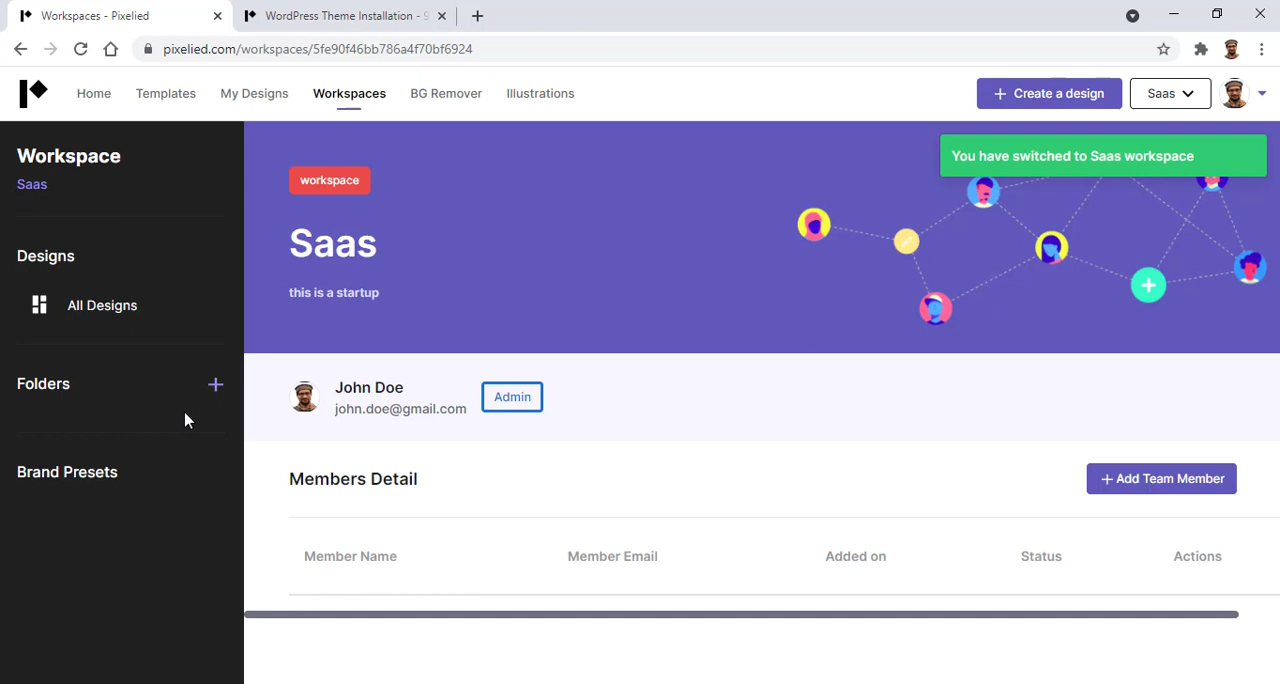 Workspaces - Pixelied
WordPress Theme Installation - 9
pixelied.com/workspaces/5fe90f46bb786a4f70bf6924
Home
Templates
My Designs
Workspaces
BG Remover
Illustrations
+ Create a design
Saas
Workspace
Saas
Designs
All Designs
Folders
+
Brand Presets
You have switched to Saas workspace
workspace
Saas
this is a startup
John Doe
john.doe@gmail.com
Admin
Members Detail
+ Add Team Member
Member Name
Member Email
Added on
Status
Actions